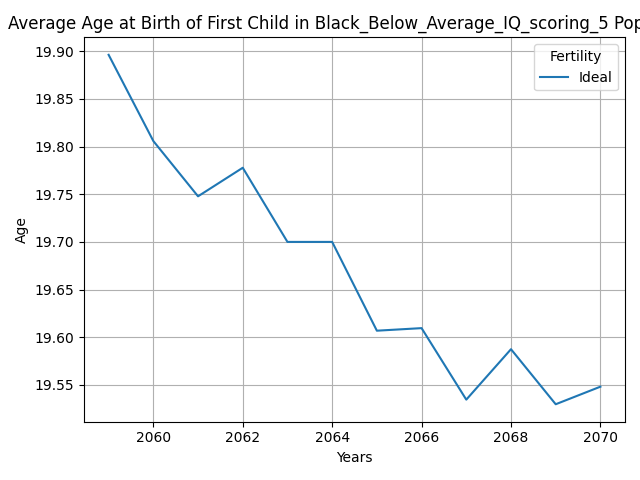 Average Age at Birth of First Child in Black_Below_Average_IQ_scoring_5 Pop
Fertility
Ideal
19.90
19.85
19.80
19.75
19.70
19.65
19.60
19.55
Age
2060 2062 2064 2066 2068 2070
Years